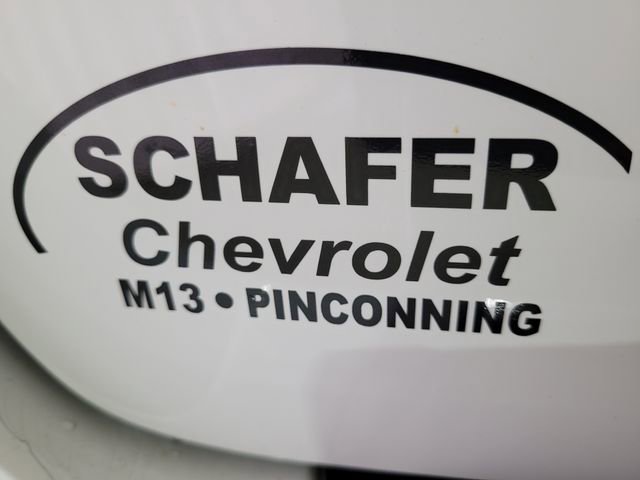 SCHAFER
Chevrolet
M13 • PINCONNING